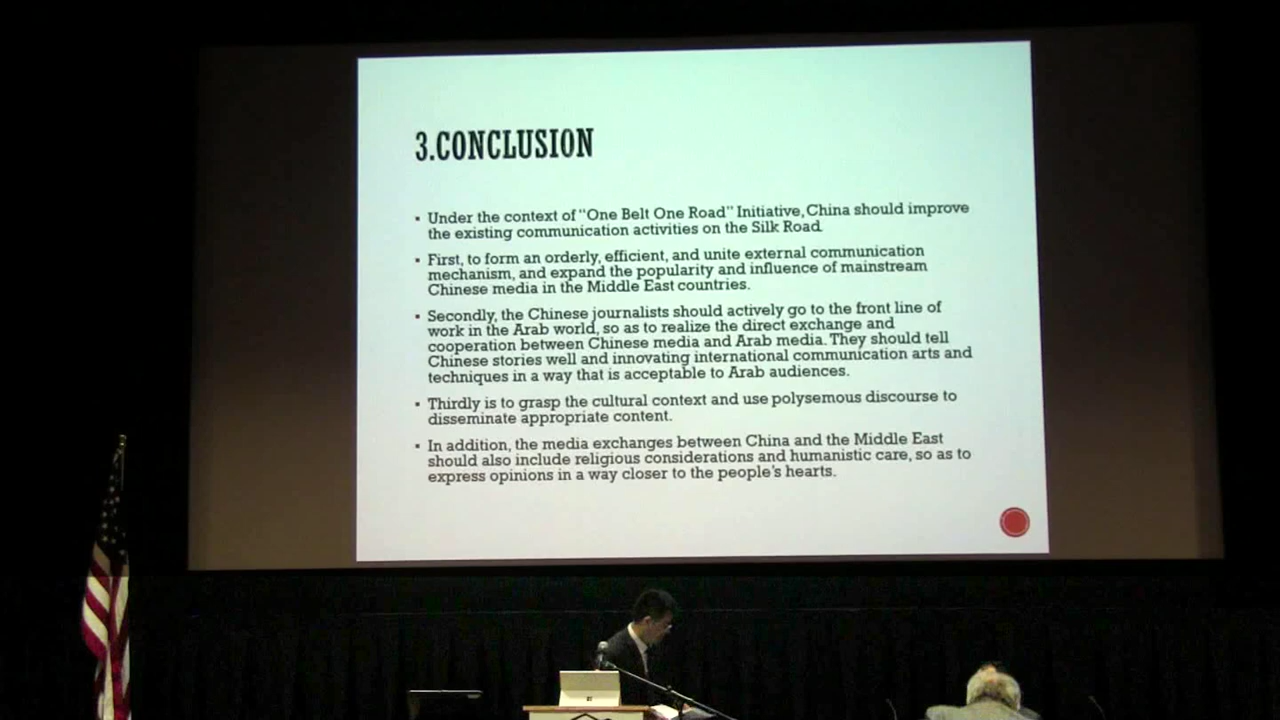 3.CONCLUSION
▪ Under the context of “One Belt One Road” Initiative, China should improve
the existing communication activities on the Silk Road.
▪ First, to form an orderly, efficient, and unite external communication
mechanism, and expand the popularity and influence of mainstream
Chinese media in the Middle East countries.
▪ Secondly, the Chinese journalists should actively go to the front line of
work in the Arab world, so as to realize the direct exchange and
cooperation between Chinese media and Arab media. They should tell
Chinese stories well and innovating international communication arts and
techniques in a way that is acceptable to Arab audiences.
▪ Thirdly is to grasp the cultural context and use polysemous discourse to
disseminate appropriate content.
▪ In addition, the media exchanges between China and the Middle East
should also include religious considerations and humanistic care, so as to
express opinions in a way closer to the people’s hearts.